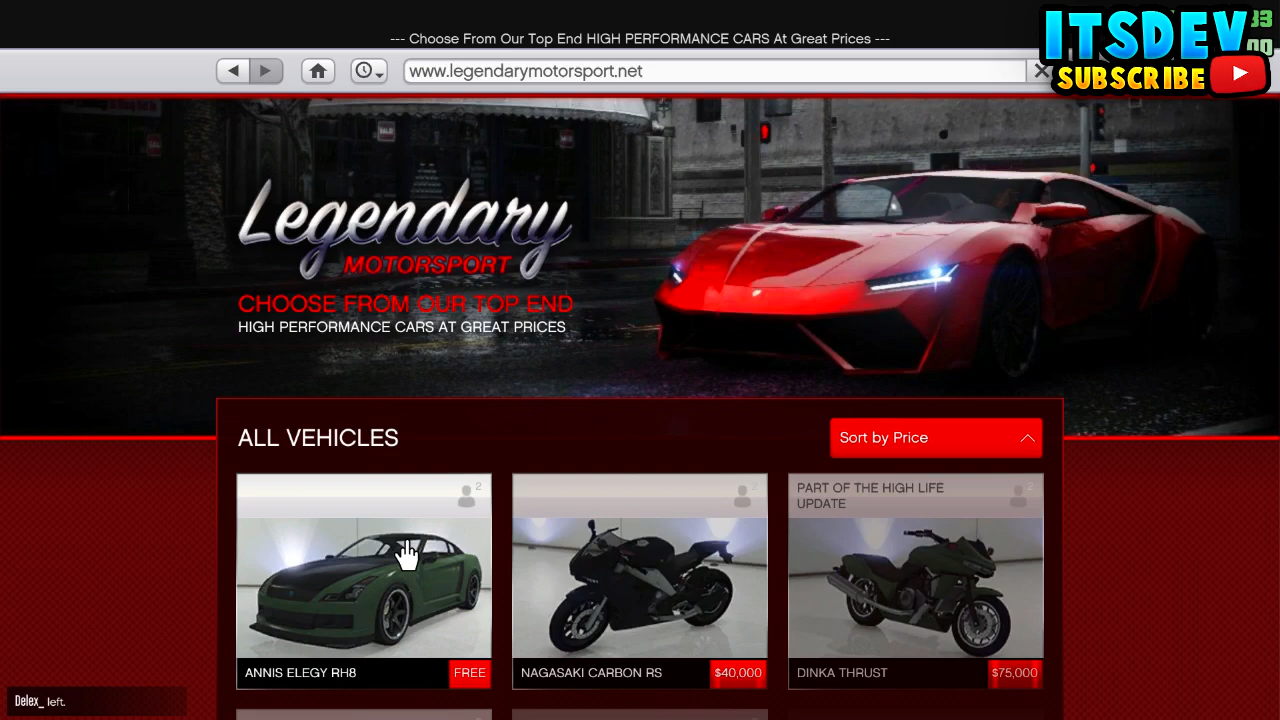 --- Choose From Our Top End HIGH PERFORMANCE CARS At Great Prices ---
ITSDEV
SUBSCRIBE
www.legendarymotorsport.net
Legendary
MOTORSPORT
CHOOSE FROM OUR TOP END
HIGH PERFORMANCE CARS AT GREAT PRICES
ALL VEHICLES
Sort by Price
2
2
PART OF THE HIGH LIFE
UPDATE
2
ANNIS ELEGY RH8
FREE
NAGASAKI CARBON RS
$40,000
DINKA THRUST
$75,000
Delex_ left.